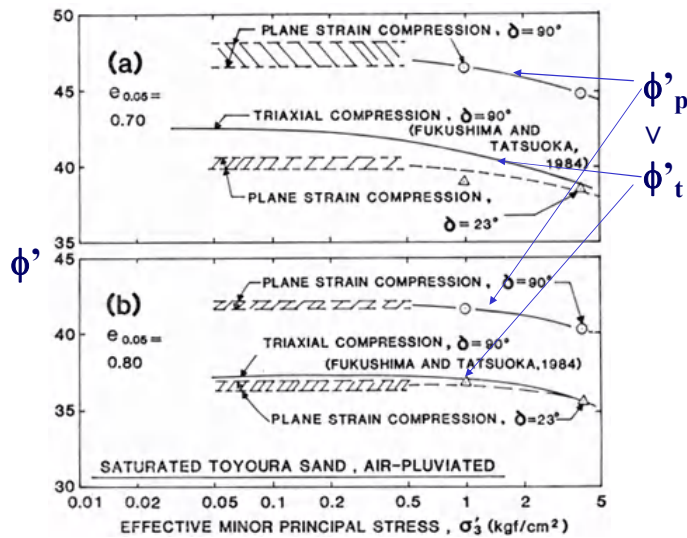 50
PLANE STRAIN COMPRESSION, δ=90°
(a)
45
e0.05=
0.70
TRIAXIAL COMPRESSION, δ=90°
(FUKUSHIMA AND
TATSUOKA,
1984)
40
PLANE STRAIN COMPRESSION,
δ=23°
35
ϕ'p
v
ϕ't
ϕ'
45
PLANE STRAIN COMPRESSION, δ=90°
(b)
e0.05=
0.80
40
TRIAXIAL COMPRESSION, δ=90°
(FUKUSHIMA AND TATSUOKA,1984)
35
PLANE STRAIN COMPRESSION, δ=23°
SATURATED TOYOURA SAND, AIR-PLUVIATED
30
0.01 0.02 0.05 0.1 0.2 0.5 1 2 5
EFFECTIVE MINOR PRINCIPAL STRESS, σ'3 (kgf/cm2)